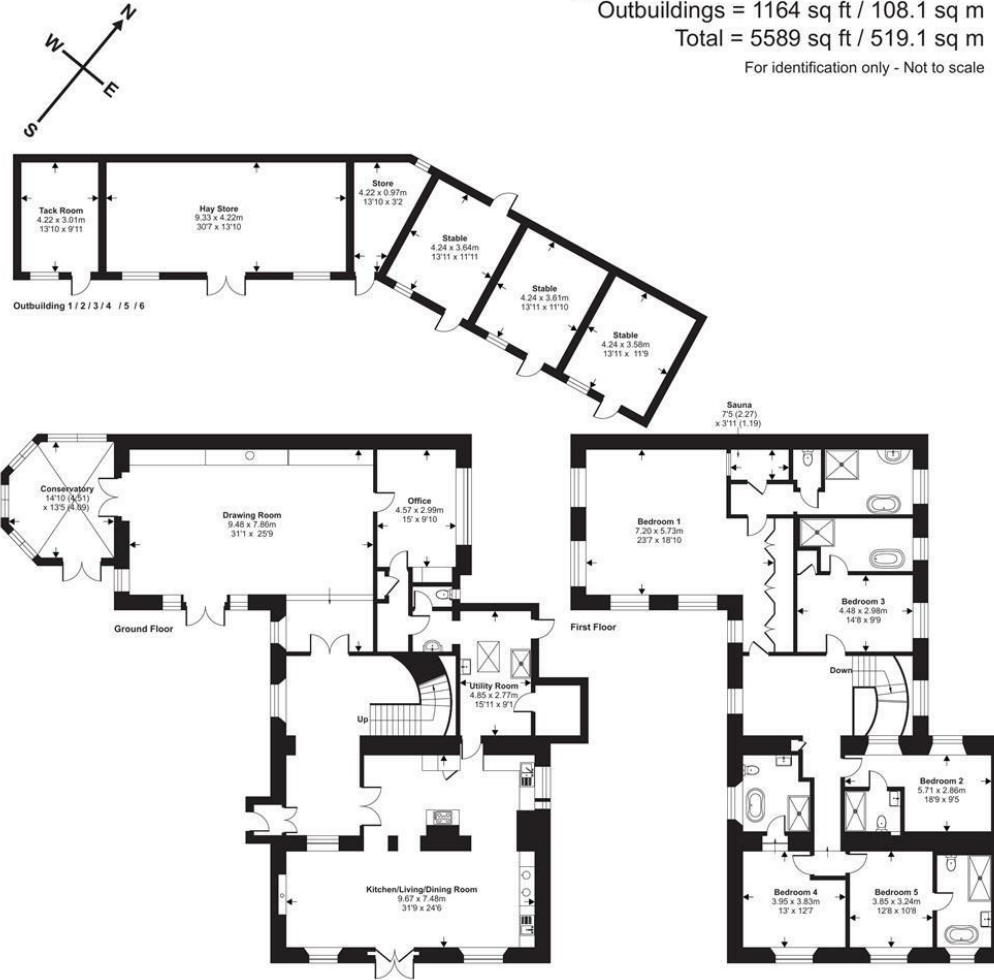 Outbuildings = 1164 sq ft / 108.1 sq m
Total = 5589 sq ft / 519.1 sq m
For identification only - Not to scale
N
W
E
S
Tack Room
4.22 x 3.01m
13'10 x 9'11
Hay Store
9.33 x 4.22m
30'7 x 13'10
Store
4.22 x 0.97m
13'10 x 3'2
Stable
4.24 x 3.64m
13'11 x 11'11
Stable
4.24 x 3.61m
13'11 x 11'10
Stable
4.24 x 3.58m
13'11 x 11'9
Outbuilding 1 / 2 / 3 / 4 / 5 / 6
Conservatory
14'10 (4.51)
x 13'5 (4.09)
Drawing Room
9.48 x 7.86m
31'1 x 25'9
Office
4.57 x 2.99m
15' x 9'10
Ground Floor
Utility Room
4.85 x 2.77m
15'11 x 9'1
Up
Kitchen/Living/Dining Room
9.67 x 7.48m
31'9 x 24'6
Sauna
7'5 (2.27)
x 3'11 (1.19)
Bedroom 1
7.20 x 5.73m
23'7 x 18'10
Bedroom 3
4.48 x 2.98m
14'8 x 9'9
First Floor
Down
Bedroom 2
5.71 x 2.86m
18'9 x 9'5
Bedroom 4
3.95 x 3.83m
13' x 12'7
Bedroom 5
3.85 x 3.24m
12'8 x 10'8